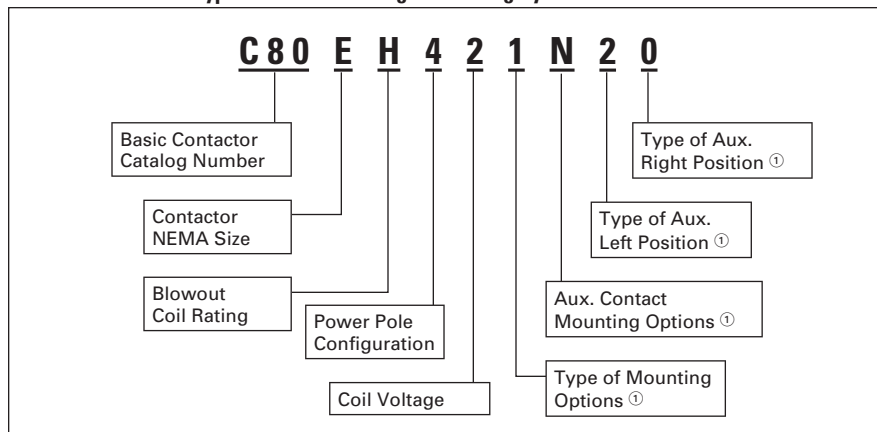 C80 E H 4 2 1 N 2 0
Basic Contactor
Catalog Number
Type of Aux.
Right Position ①
Contactor
NEMA Size
Type of Aux.
Left Position ①
Blowout
Coil Rating
Power Pole
Configuration
Aux. Contact
Mounting Options ①
Coil Voltage
Type of Mounting
Options ①